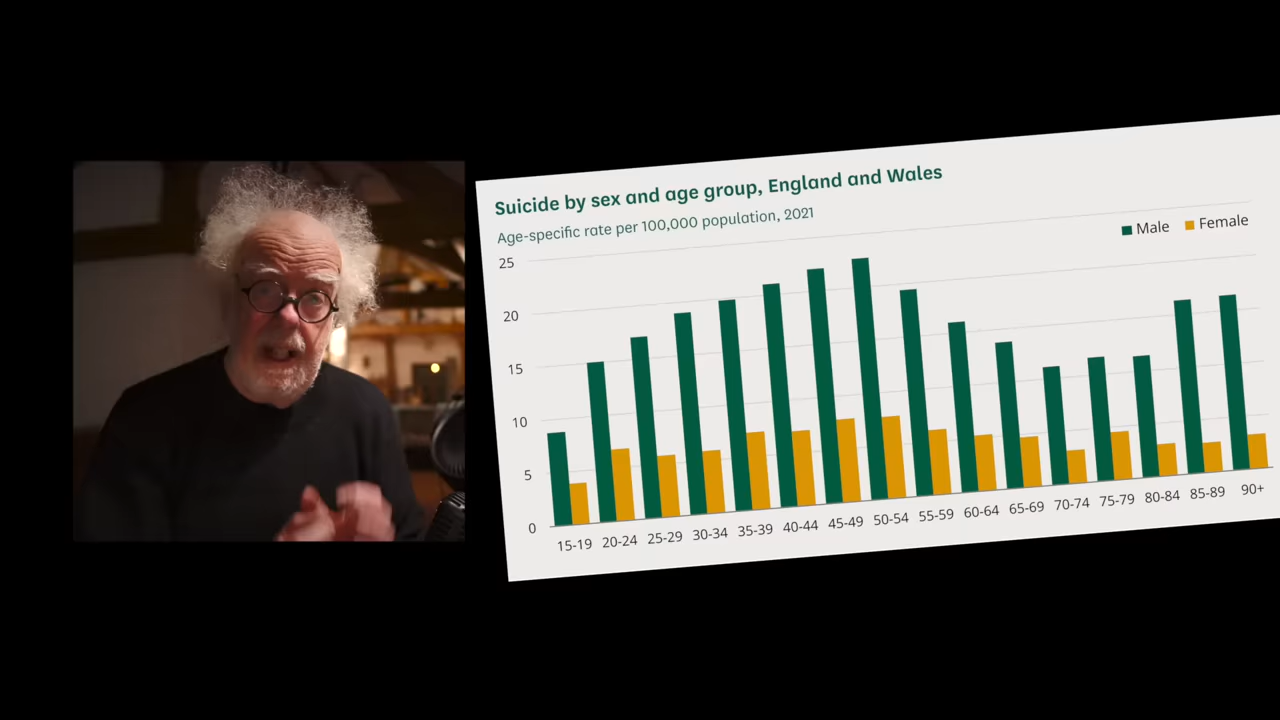 Suicide by sex and age group, England and Wales
Age-specific rate per 100,000 population, 2021
Male Female
25
20
15
10
5
0
15-19 20-24 25-29 30-34 35-39 40-44 45-49 50-54 55-59 60-64 65-69 70-74 75-79 80-84 85-89 90+